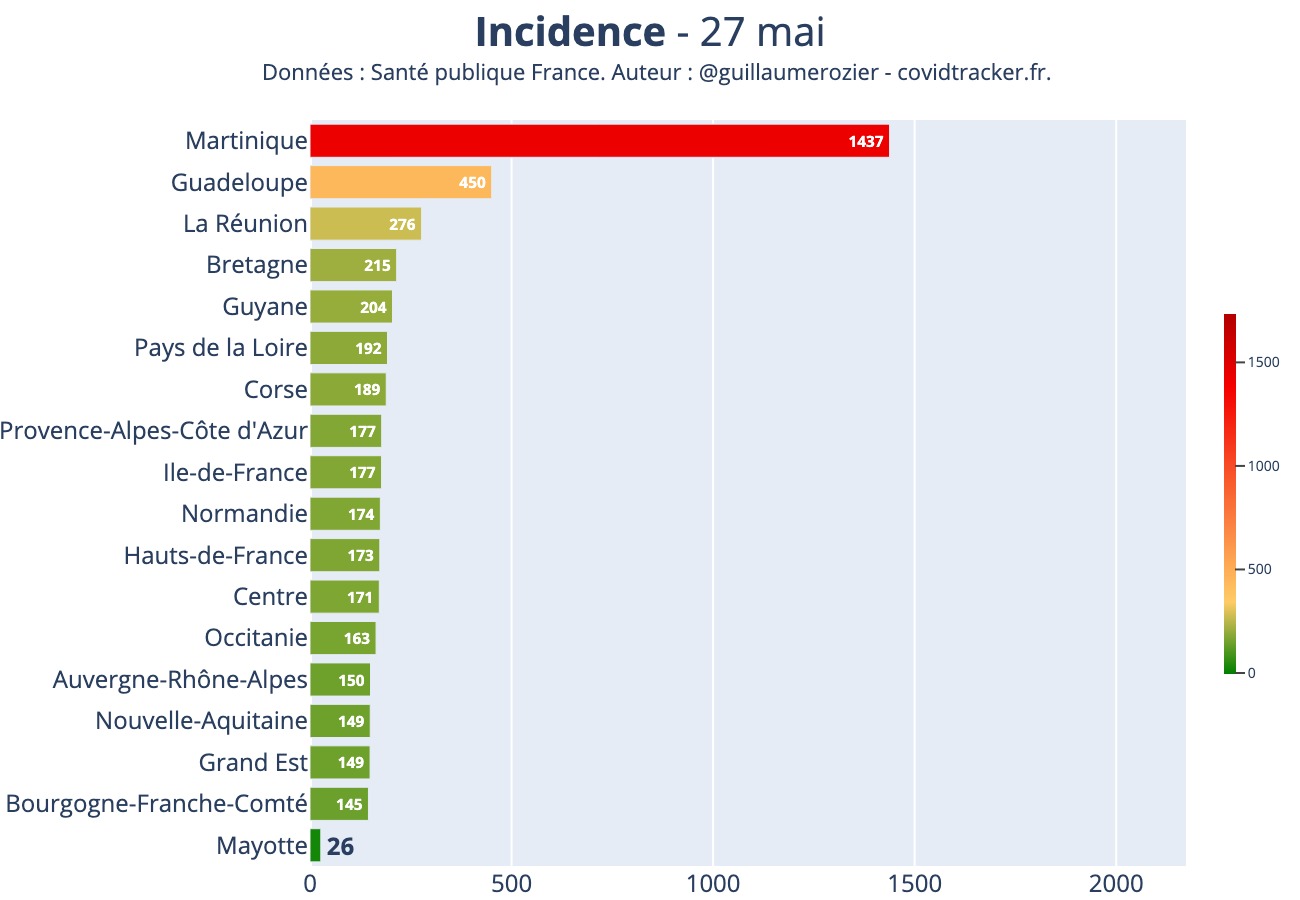 Incidence - 27 mai
Données : Santé publique France. Auteur : @guillaumerozier - covidtracker.fr.
Martinique 1437
Guadeloupe 450
La Réunion 276
Bretagne 215
Guyane 204
Pays de la Loire 192
Corse 189
Provence-Alpes-Côte d'Azur 177
Ile-de-France 177
Normandie 174
Hauts-de-France 173
Centre 171
Occitanie 163
Auvergne-Rhône-Alpes 150
Nouvelle-Aquitaine 149
Grand Est 149
Bourgogne-Franche-Comté 145
Mayotte 26
0 500 1000 1500 2000
1500
1000
500
0